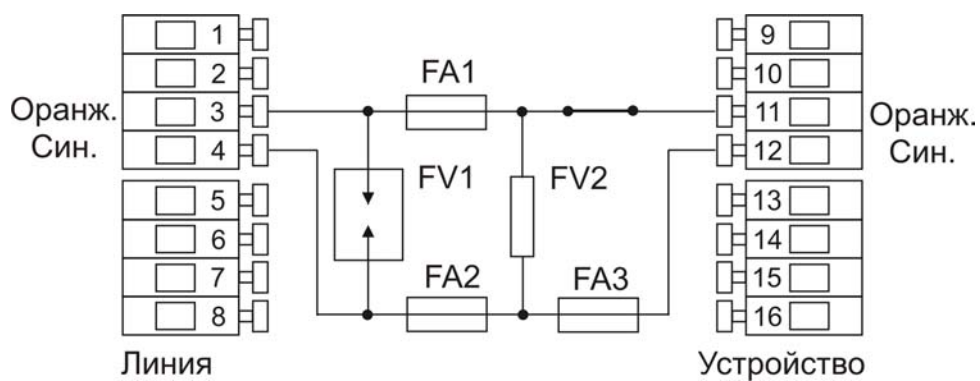 1
2
3
4
5
6
7
8
Оранж.
Син.
Линия
FA1
FV1
FV2
FA2
FA3
9
10
11
12
13
14
15
16
Оранж.
Син.
Устройство